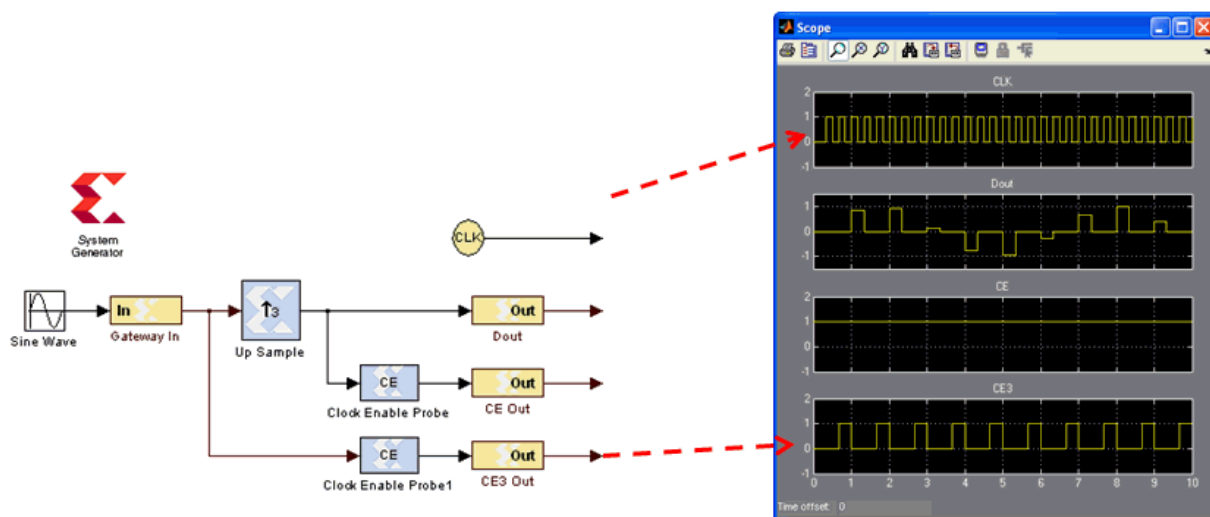 System
Generator
Sine Wave
In
Gateway In
↑3
Up Sample
CLK
Out
Dout
CE
Clock Enable Probe
Out
CE Out
CE
Clock Enable Probe1
Out
CE3 Out
Scope
CLK
2
1
0
-1
Dout
1
0
-1
CE
2
1
0
-1
CE3
2
1
0
-1
0 1 2 3 4 5 6 7 8 9 10
Time offset: 0